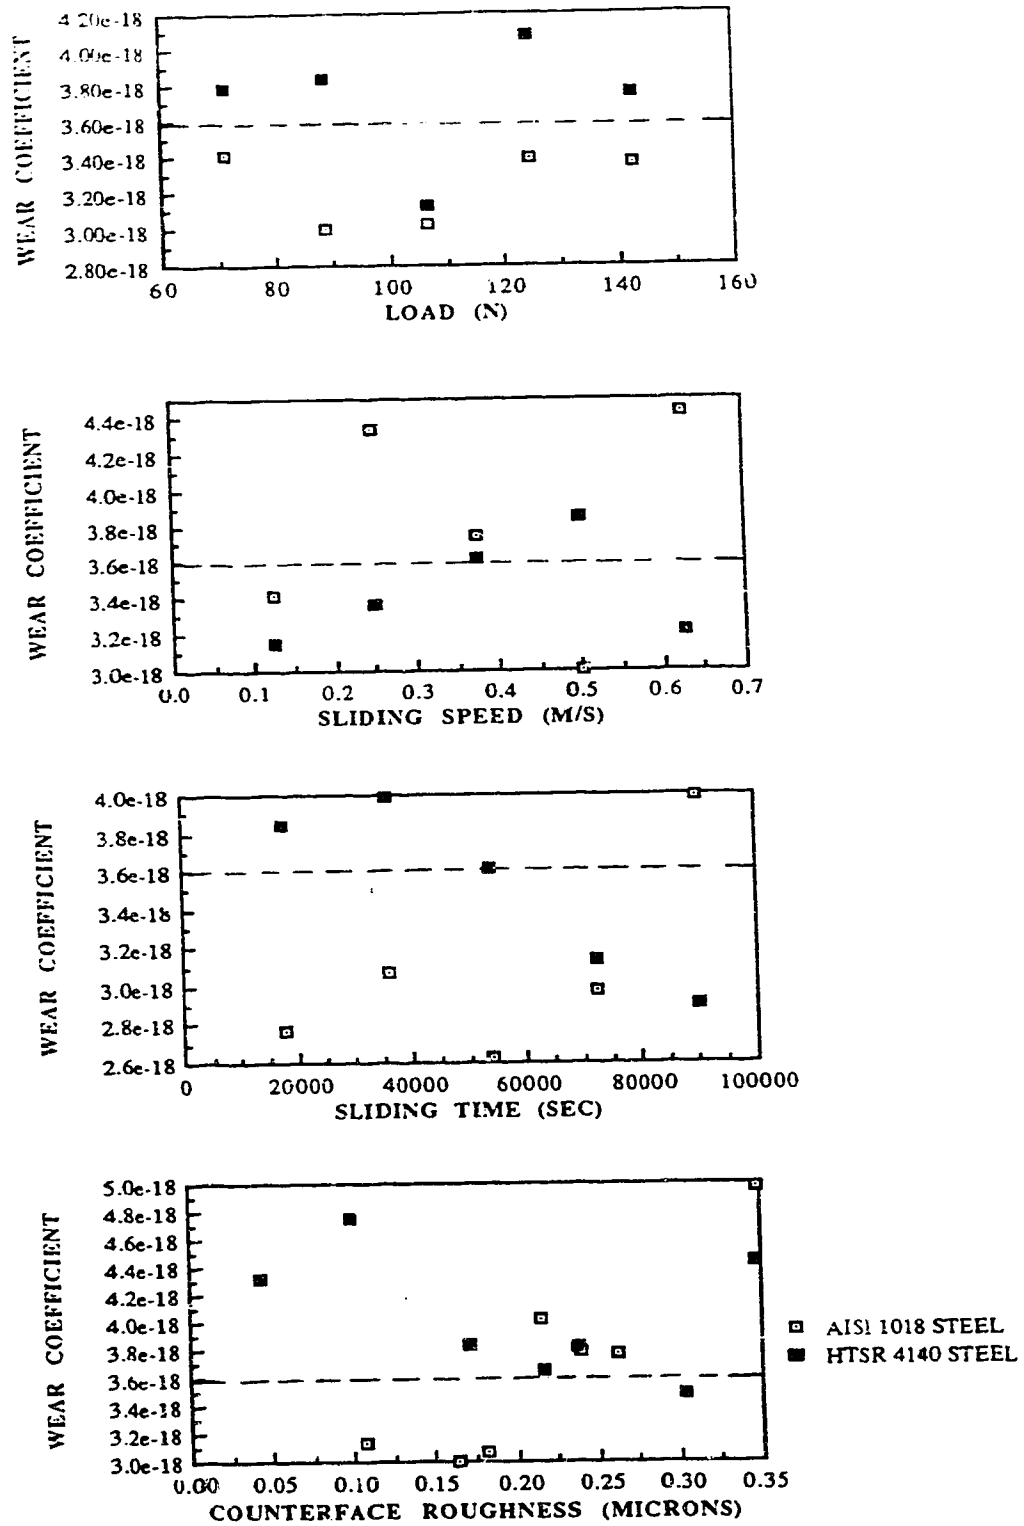 4.20e-18
4.00e-18
3.80e-18
3.60e-18
3.40e-18
3.20e-18
3.00e-18
2.80e-18
WEAR COEFFICIENT
60 80 100 120 140 160
LOAD (N)
4.4e-18
4.2e-18
4.0e-18
3.8e-18
3.6e-18
3.4e-18
3.2e-18
3.0e-18
WEAR COEFFICIENT
0.0 0.1 0.2 0.3 0.4 0.5 0.6 0.7
SLIDING SPEED (M/S)
4.0e-18
3.8e-18
3.6e-18
3.4e-18
3.2e-18
3.0e-18
2.8e-18
2.6e-18
WEAR COEFFICIENT
0 20000 40000 60000 80000 100000
SLIDING TIME (SEC)
5.0e-18
4.8e-18
4.6e-18
4.4e-18
4.2e-18
4.0e-18
3.8e-18
3.6e-18
3.4e-18
3.2e-18
3.0e-18
WEAR COEFFICIENT
0.00 0.05 0.10 0.15 0.20 0.25 0.30 0.35
COUNTERFACE ROUGHNESS (MICRONS)
AISI 1018 STEEL
HTSR 4140 STEEL